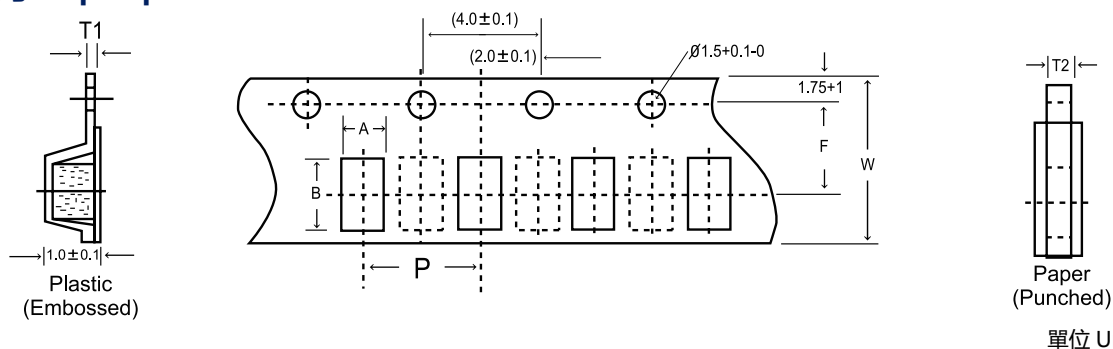 T1
(4.0±0.1)
(2.0±0.1)
Ø1.5+0.1-0
T2
1.75+1
A
F
W
B
1.0±0.1
P
Plastic
(Embossed)
Paper
(Punched)
單位 U